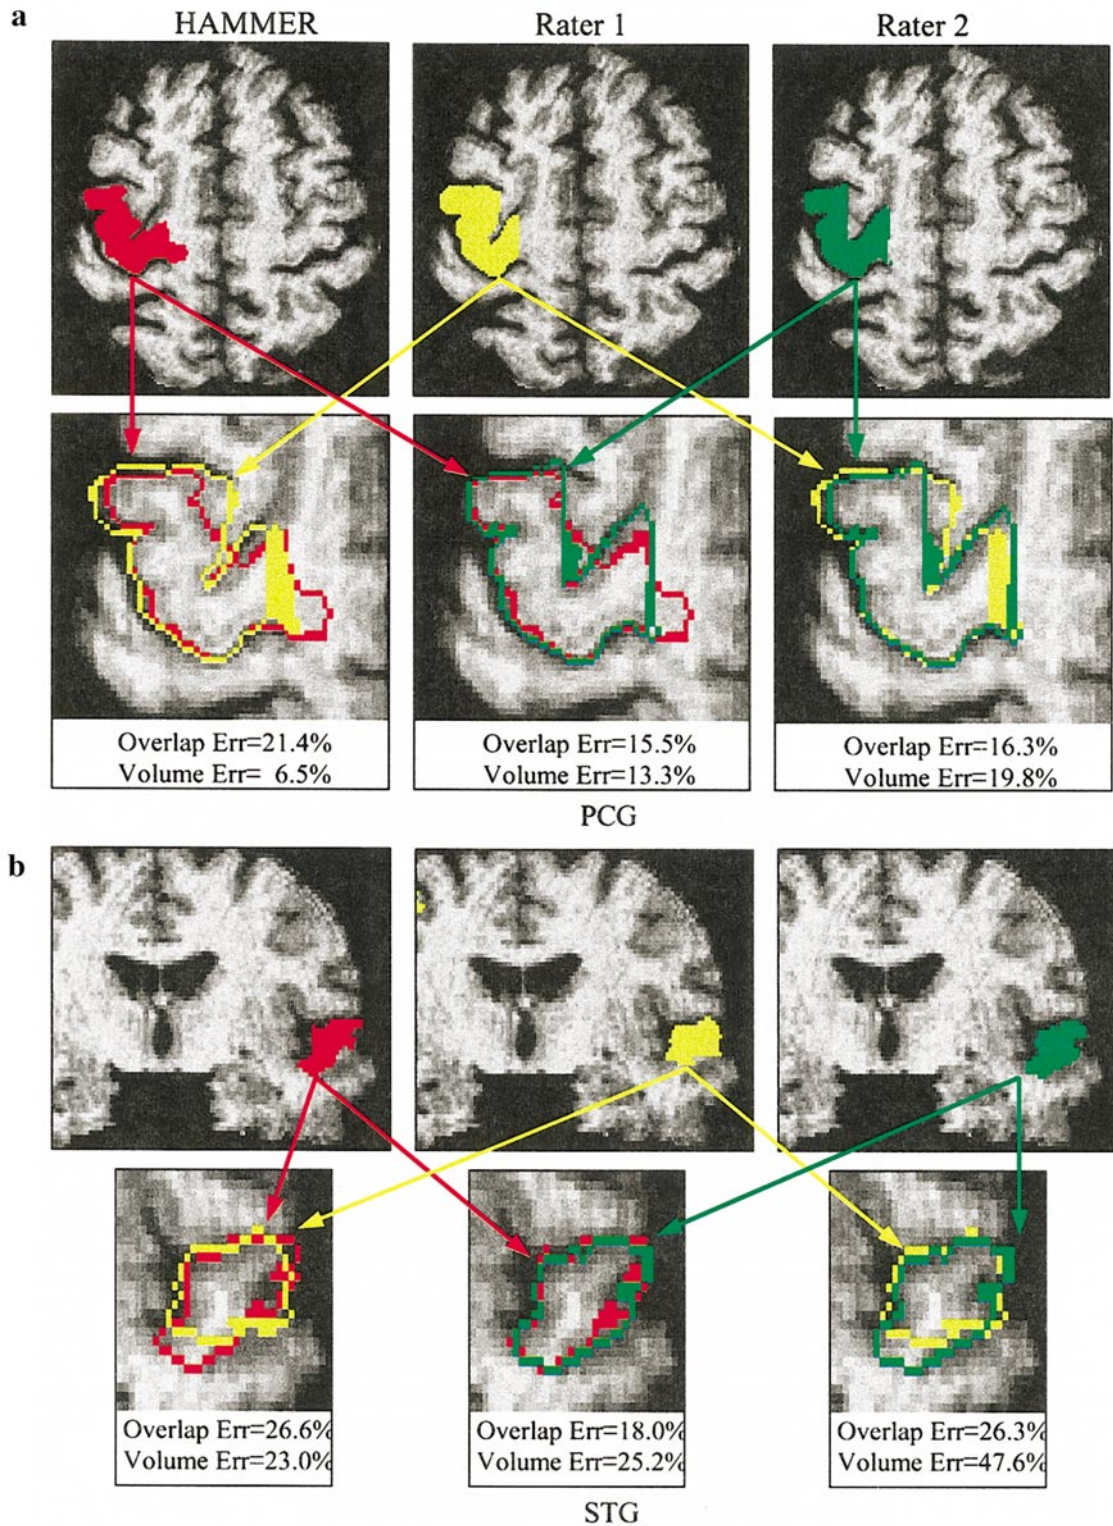 a
HAMMER Rater 1 Rater 2
Overlap Err=21.4% Overlap Err=15.5% Overlap Err=16.3%
Volume Err= 6.5% Volume Err=13.3% Volume Err=19.8%
PCG
b
Overlap Err=26.6% Overlap Err=18.0% Overlap Err=26.3%
Volume Err=23.0% Volume Err=25.2% Volume Err=47.6%
STG